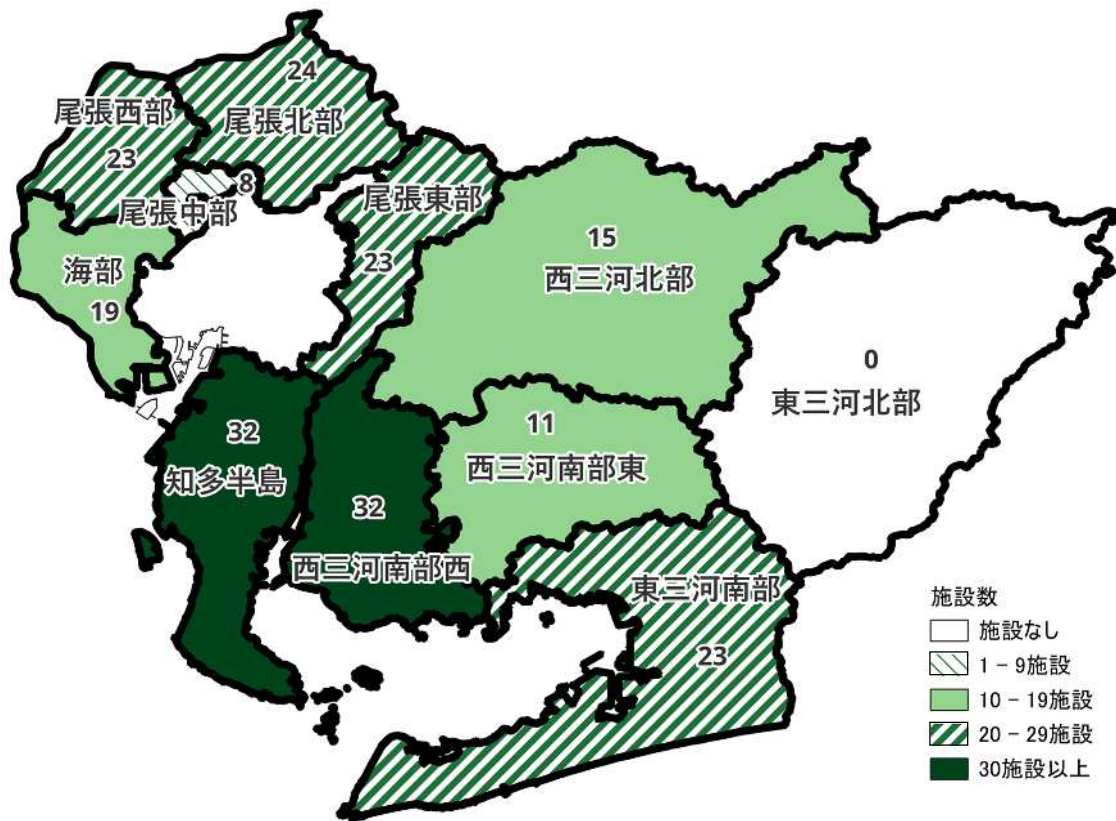 24
尾張北部
尾張西部
23
8
尾張中部
尾張東部
23
海部
19
15
西三河北部
0
東三河北部
11
西三河南部東
32
知多半島
32
西三河南部西
東三河南部
23
施設数
施設なし
1 - 9施設
10 - 19施設
20 - 29施設
30施設以上